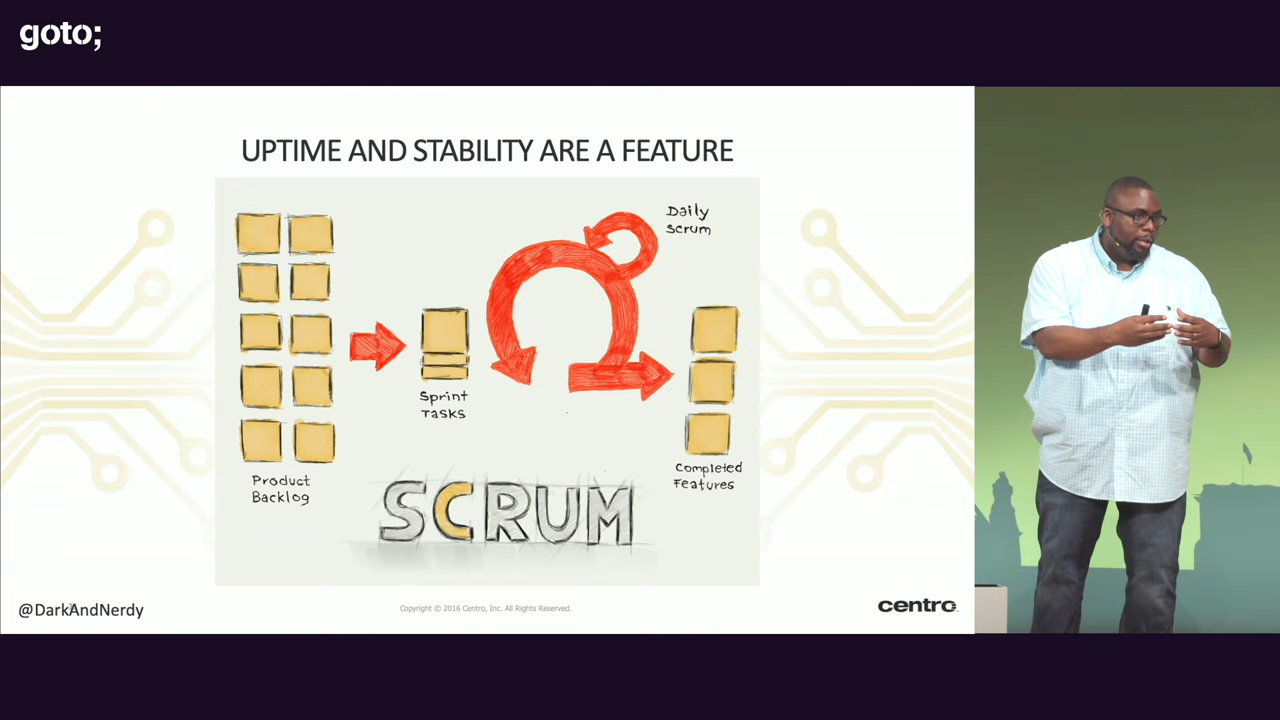 goto;
UPTIME AND STABILITY ARE A FEATURE
Daily
Scrum
Sprint
Tasks
Completed
Features
Product
Backlog
SCRUM
@DarkAndNerdy
Copyright © 2016 Centro, Inc. All Rights Reserved.
centro